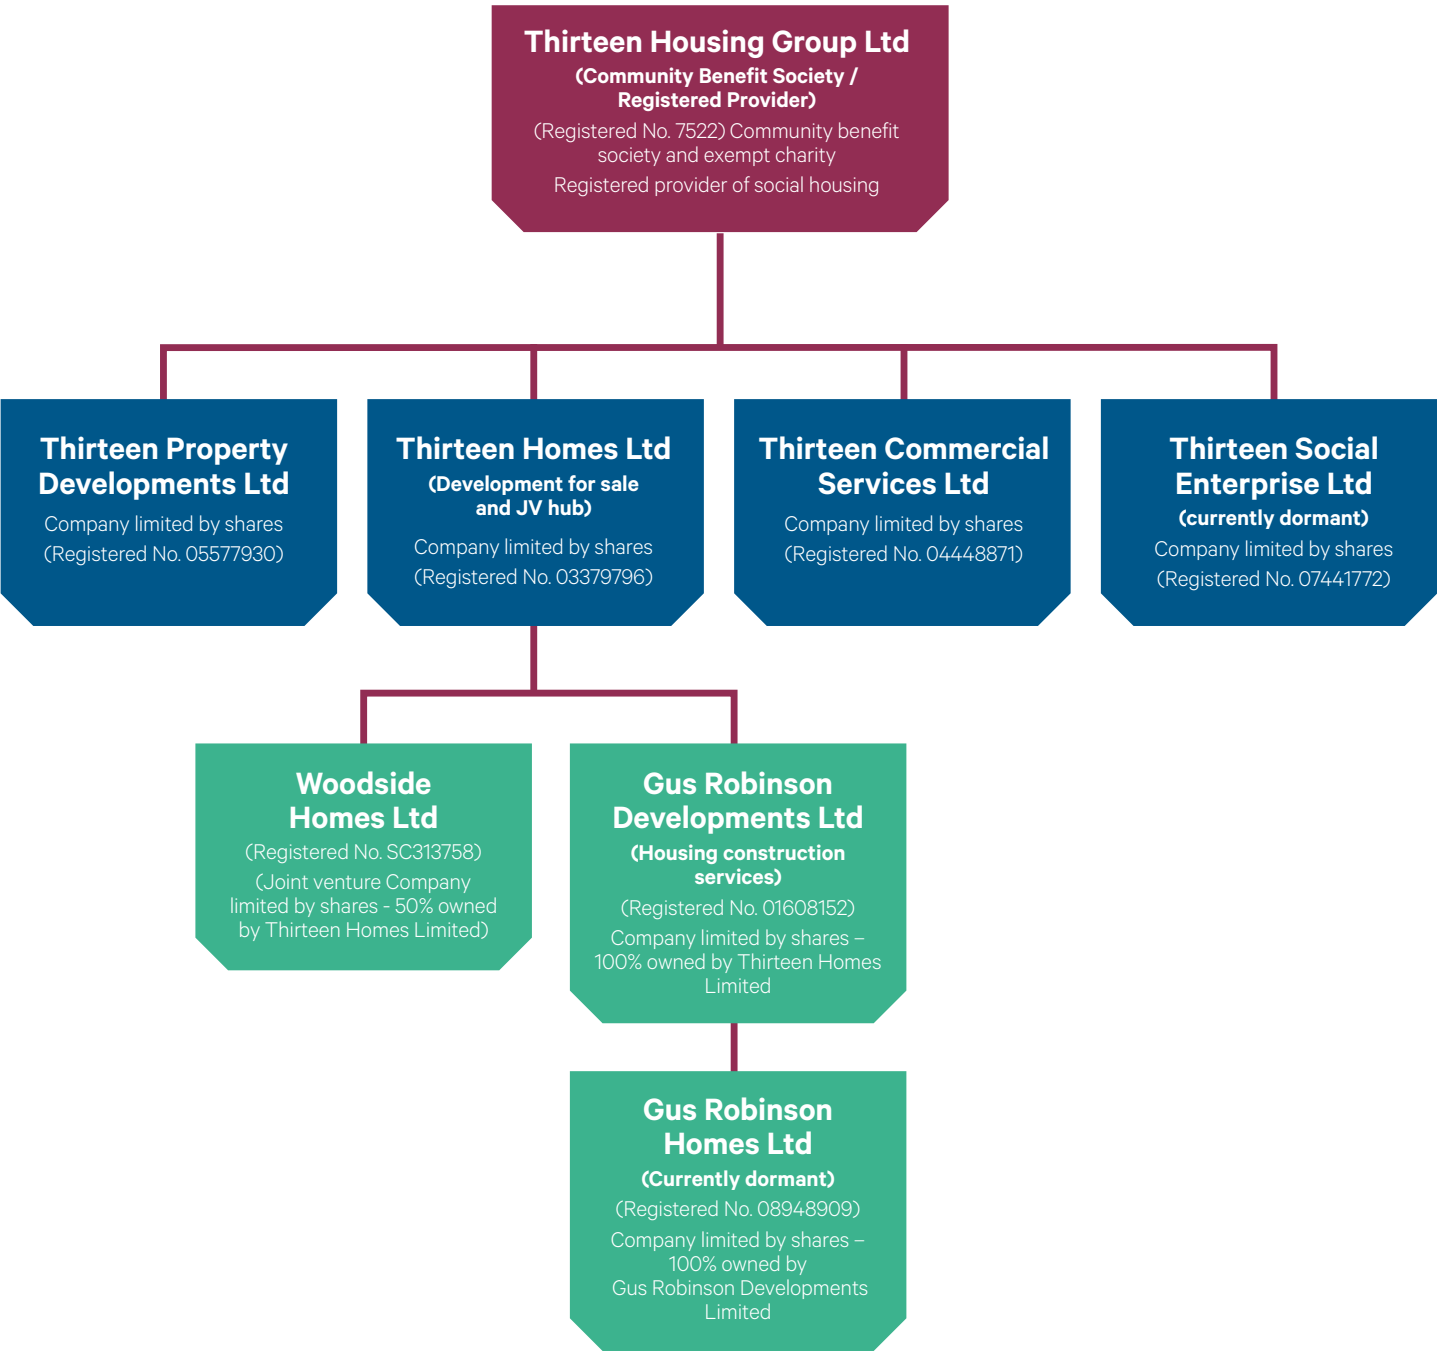 Thirteen Housing Group Ltd
(Community Benefit Society /
Registered Provider)
(Registered No. 7522) Community benefit
society and exempt charity
Registered provider of social housing
Thirteen Property
Developments Ltd
Company limited by shares
(Registered No. 05577930)
Thirteen Homes Ltd
(Development for sale
and JV hub)
Company limited by shares
(Registered No. 03379796)
Thirteen Commercial
Services Ltd
Company limited by shares
(Registered No. 04448871)
Thirteen Social
Enterprise Ltd
(currently dormant)
Company limited by shares
(Registered No. 07441772)
Woodside
Homes Ltd
(Registered No. SC313758)
(Joint venture Company
limited by shares - 50% owned
by Thirteen Homes Limited)
Gus Robinson
Developments Ltd
(Housing construction
services)
(Registered No. 01608152)
Company limited by shares –
100% owned by Thirteen Homes
Limited
Gus Robinson
Homes Ltd
(Currently dormant)
(Registered No. 08948909)
Company limited by shares –
100% owned by
Gus Robinson Developments
Limited